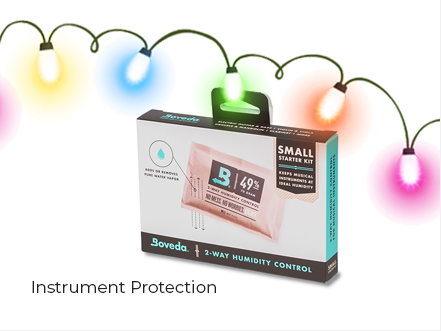 Boveda
SMALL
STARTER KIT
KEEPS MUSICAL
INSTRUMENTS AT
IDEAL HUMIDITY
ADDS OR REMOVES
PURE WATER VAPOR
B
49%
2-WAY HUMIDITY CONTROL
NO MESS. NO WORRIES.
Boveda
2-WAY HUMIDITY CONTROL
Instrument Protection